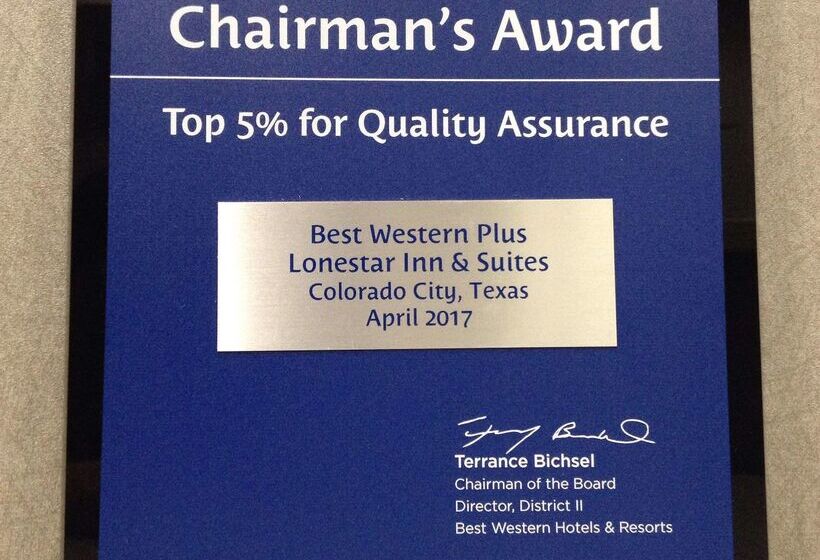 Chairman's Award
Top 5% for Quality Assurance
Best Western Plus
Lonestar Inn & Suites
Colorado City, Texas
April 2017
Terrance Bichsel
Chairman of the Board
Director, District II
Best Western Hotels & Resorts